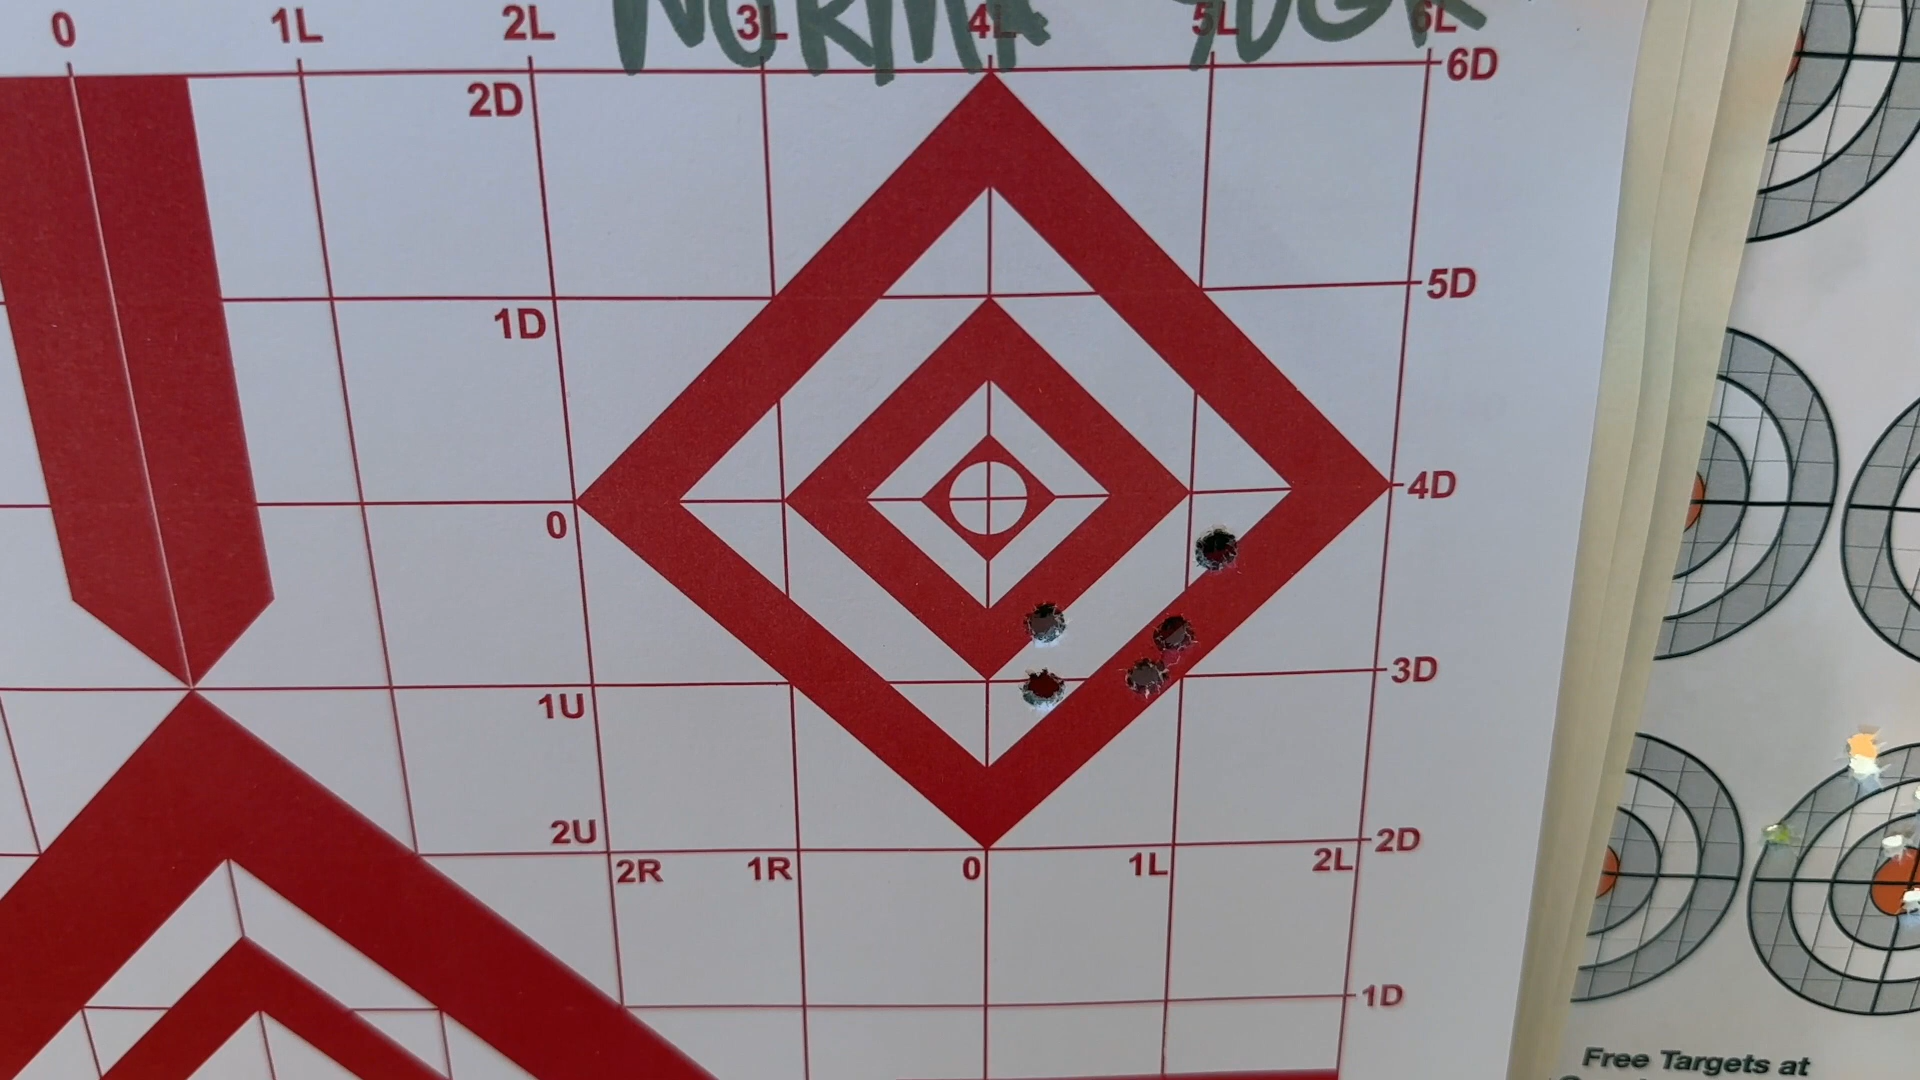 0 1L 2L 3L 4L 5L 6L
NORMA
6D
2D
5D
1D
4D
0
3D
1U
2U
2D
2R 1R 0 1L 2L
1D
Free Targets at